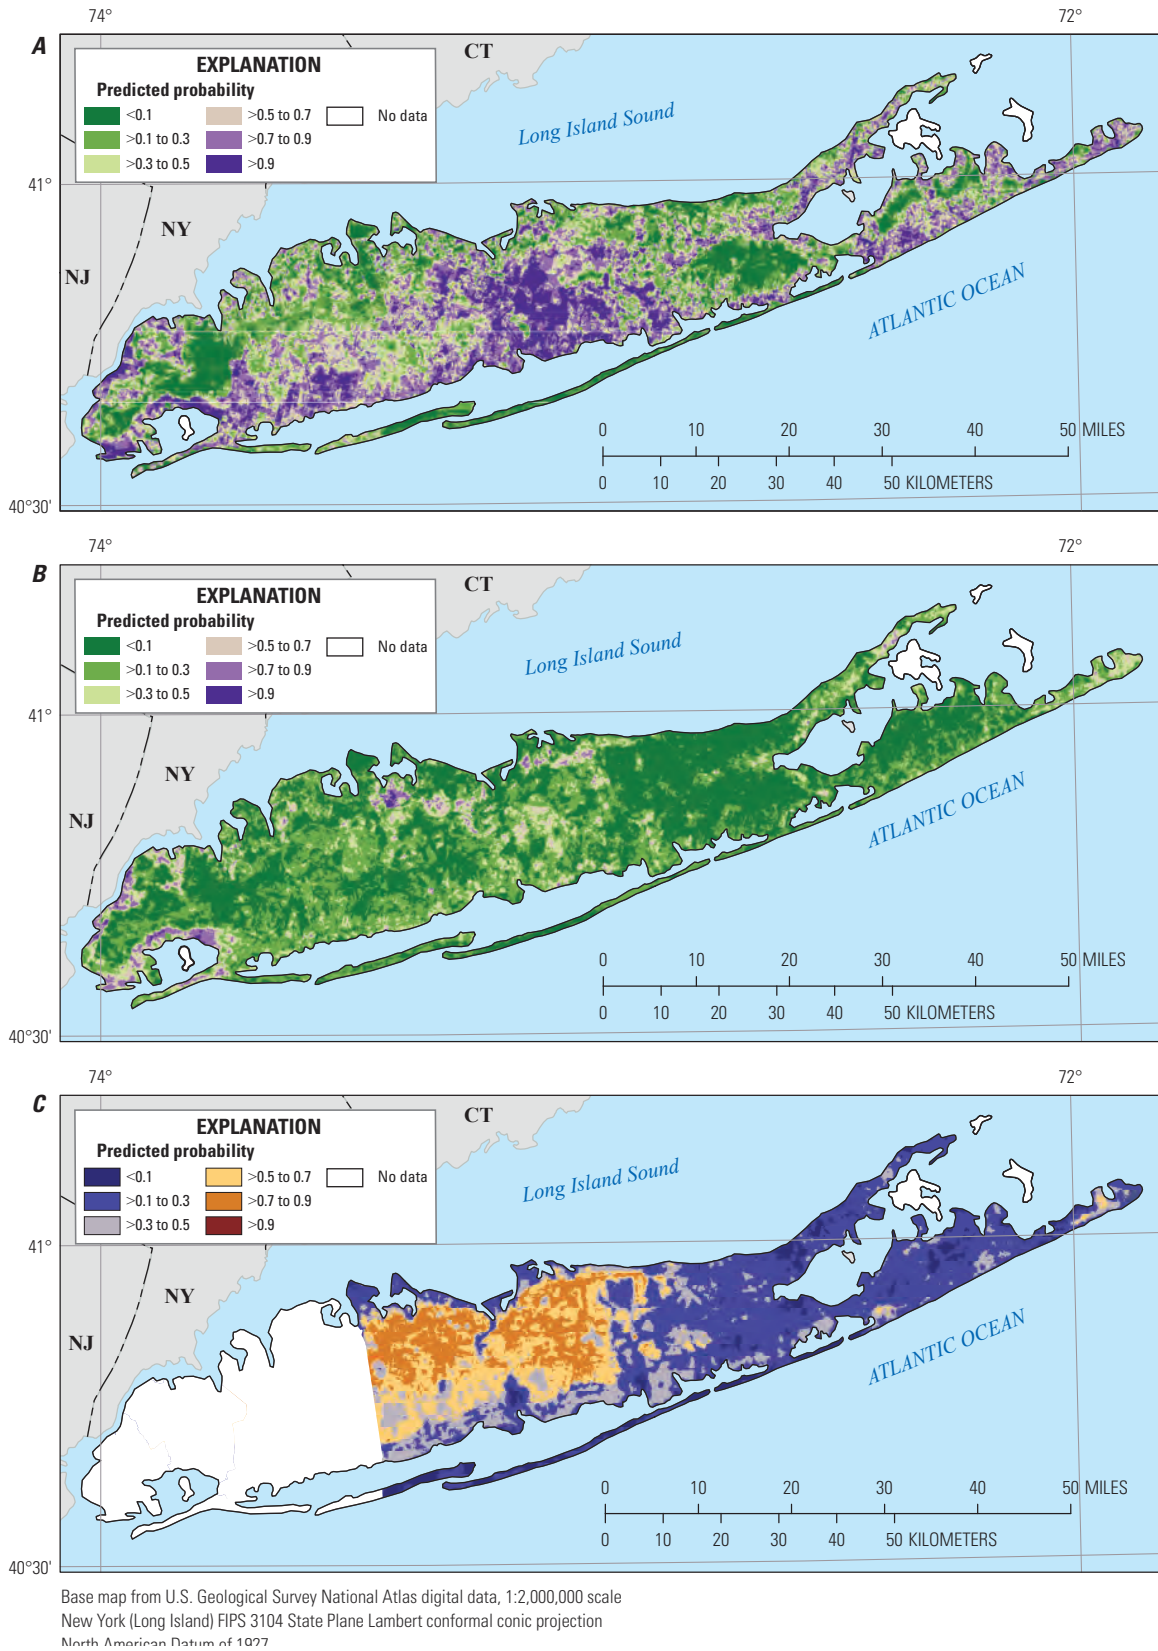 74°
72°
A
CT
EXPLANATION
Predicted probability
<0.1
>0.5 to 0.7
No data
>0.1 to 0.3
>0.7 to 0.9
>0.3 to 0.5
>0.9
Long Island Sound
41°
NY
NJ
ATLANTIC OCEAN
0 10 20 30 40 50 MILES
0 10 20 30 40 50 KILOMETERS
40°30'
74°
72°
B
CT
EXPLANATION
Predicted probability
<0.1
>0.5 to 0.7
No data
>0.1 to 0.3
>0.7 to 0.9
>0.3 to 0.5
>0.9
Long Island Sound
41°
NY
NJ
ATLANTIC OCEAN
0 10 20 30 40 50 MILES
0 10 20 30 40 50 KILOMETERS
40°30'
74°
72°
C
CT
EXPLANATION
Predicted probability
<0.1
>0.5 to 0.7
No data
>0.1 to 0.3
>0.7 to 0.9
>0.3 to 0.5
>0.9
Long Island Sound
41°
NY
NJ
ATLANTIC OCEAN
0 10 20 30 40 50 MILES
0 10 20 30 40 50 KILOMETERS
40°30'
Base map from U.S. Geological Survey National Atlas digital data, 1:2,000,000 scale
New York (Long Island) FIPS 3104 State Plane Lambert conformal conic projection
North American Datum of 1927